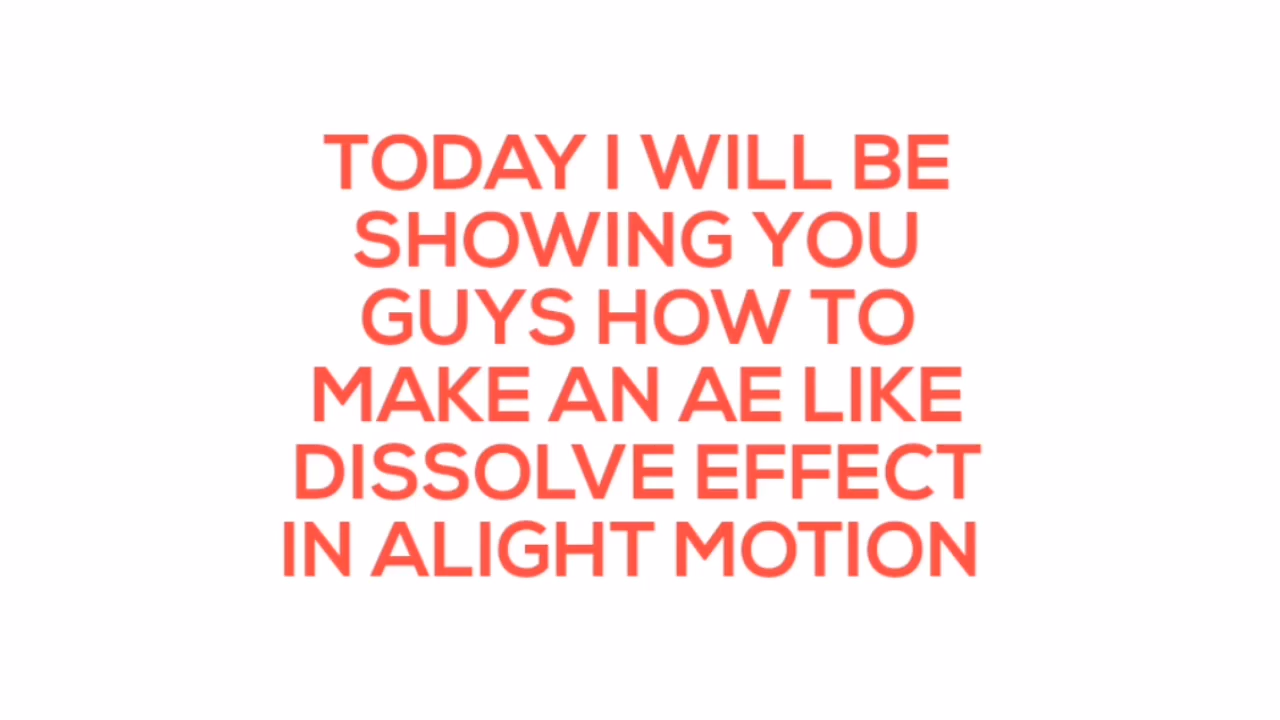 TODAY I WILL BE
SHOWING YOU
GUYS HOW TO
MAKE AN AE LIKE
DISSOLVE EFFECT
IN ALIGHT MOTION